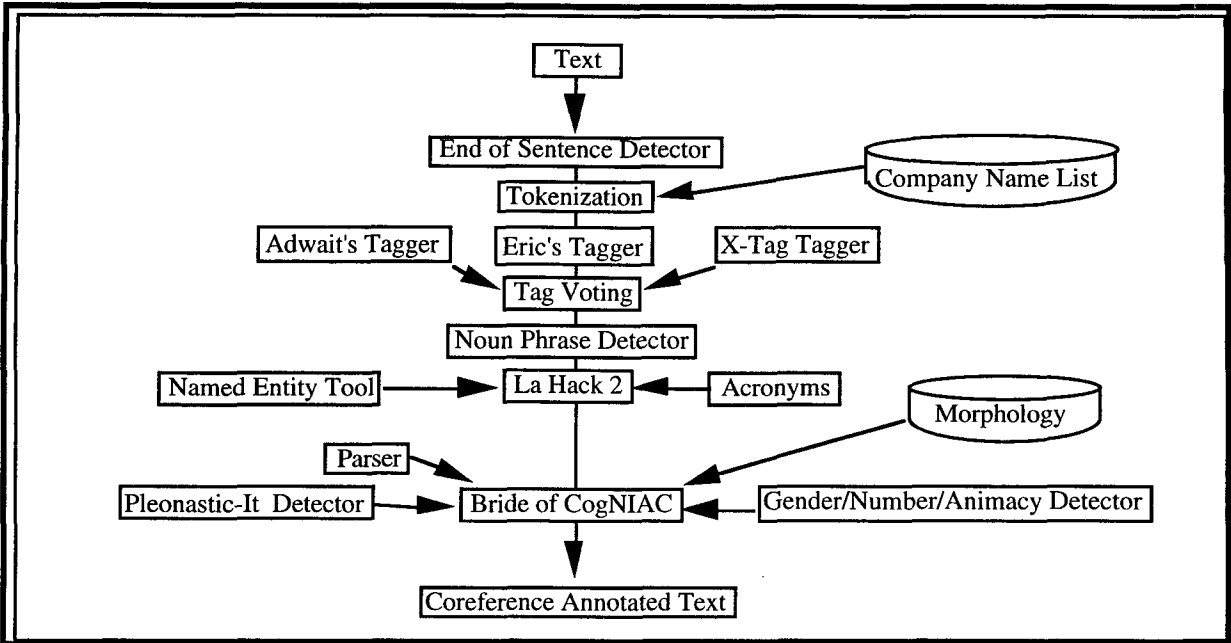 Text
End of Sentence Detector
Company Name List
Tokenization
Adwait's Tagger
Eric's Tagger
X-Tag Tagger
Tag Voting
Noun Phrase Detector
Named Entity Tool
La Hack 2
Acronyms
Morphology
Parser
Pleonastic-It Detector
Bride of CogNIAC
Gender/Number/Animacy Detector
Coreference Annotated Text